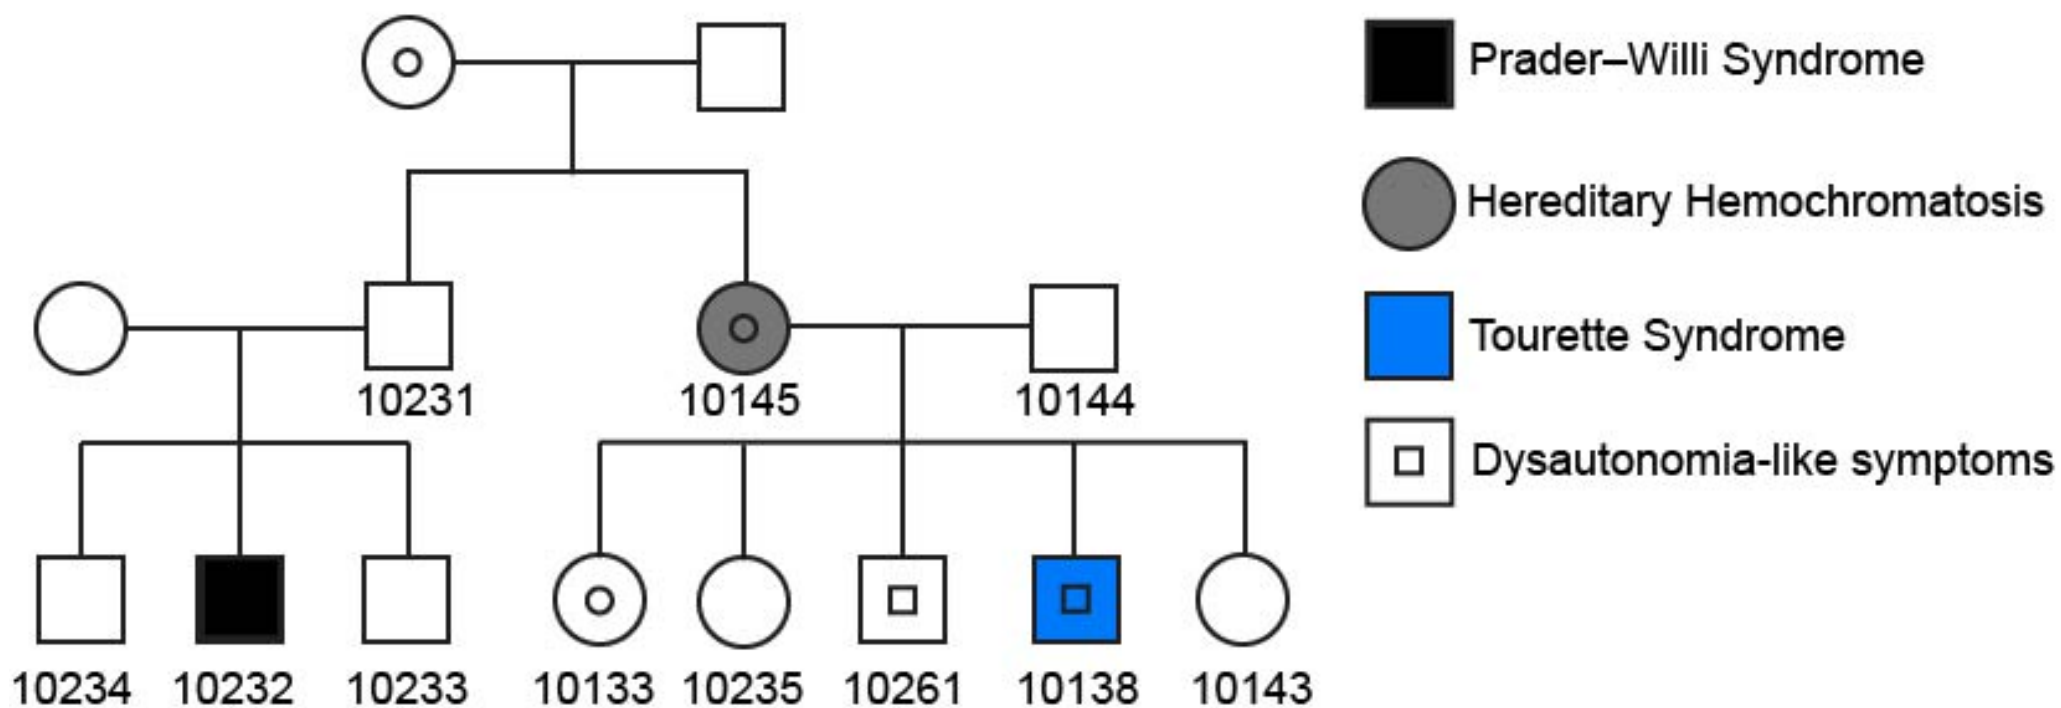 Prader–Willi Syndrome
Hereditary Hemochromatosis
Tourette Syndrome
10231 10145 10144
Dysautonomia-like symptoms
10234 10232 10233 10133 10235 10261 10138 10143